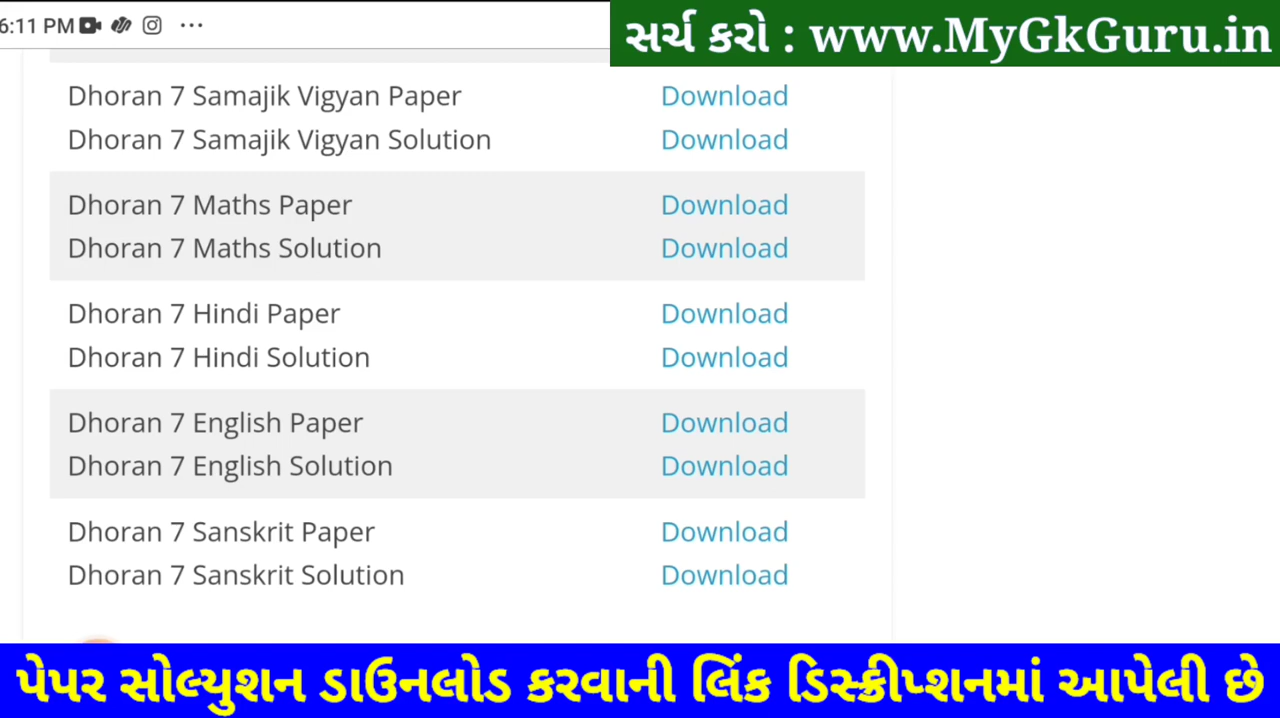 6:11 PM
સર્ચ કરો : www.MyGkGuru.in
Dhoran 7 Samajik Vigyan Paper Download
Dhoran 7 Samajik Vigyan Solution Download
Dhoran 7 Maths Paper Download
Dhoran 7 Maths Solution Download
Dhoran 7 Hindi Paper Download
Dhoran 7 Hindi Solution Download
Dhoran 7 English Paper Download
Dhoran 7 English Solution Download
Dhoran 7 Sanskrit Paper Download
Dhoran 7 Sanskrit Solution Download
પેપર સોલ્યુશન ડાઉનલોડ કરવાની લિંક ડિસ્ક્રીપ્શનમાં આપેલી છે